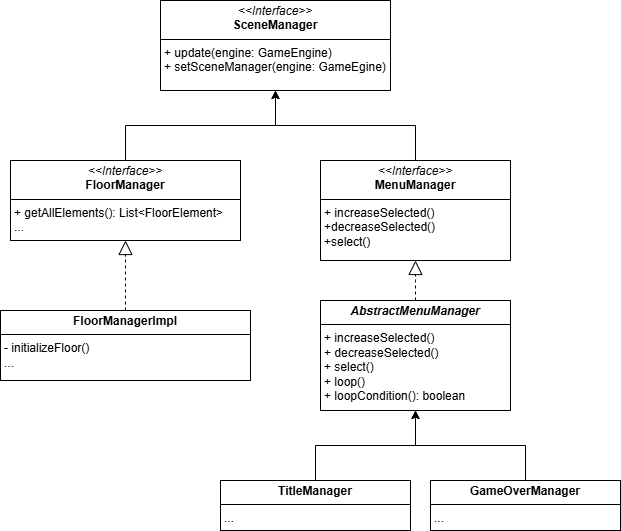 <<Interface>>
SceneManager
+ update(engine: GameEngine)
+ setSceneManager(engine: GameEgine)
<<Interface>>
FloorManager
+ getAllElements(): List<FloorElement>
...
<<Interface>>
MenuManager
+ increaseSelected()
+decreaseSelected()
+select()
FloorManagerImpl
- initializeFloor()
...
AbstractMenuManager
+ increaseSelected()
+ decreaseSelected()
+ select()
+ loop()
+ loopCondition(): boolean
TitleManager
...
GameOverManager
...